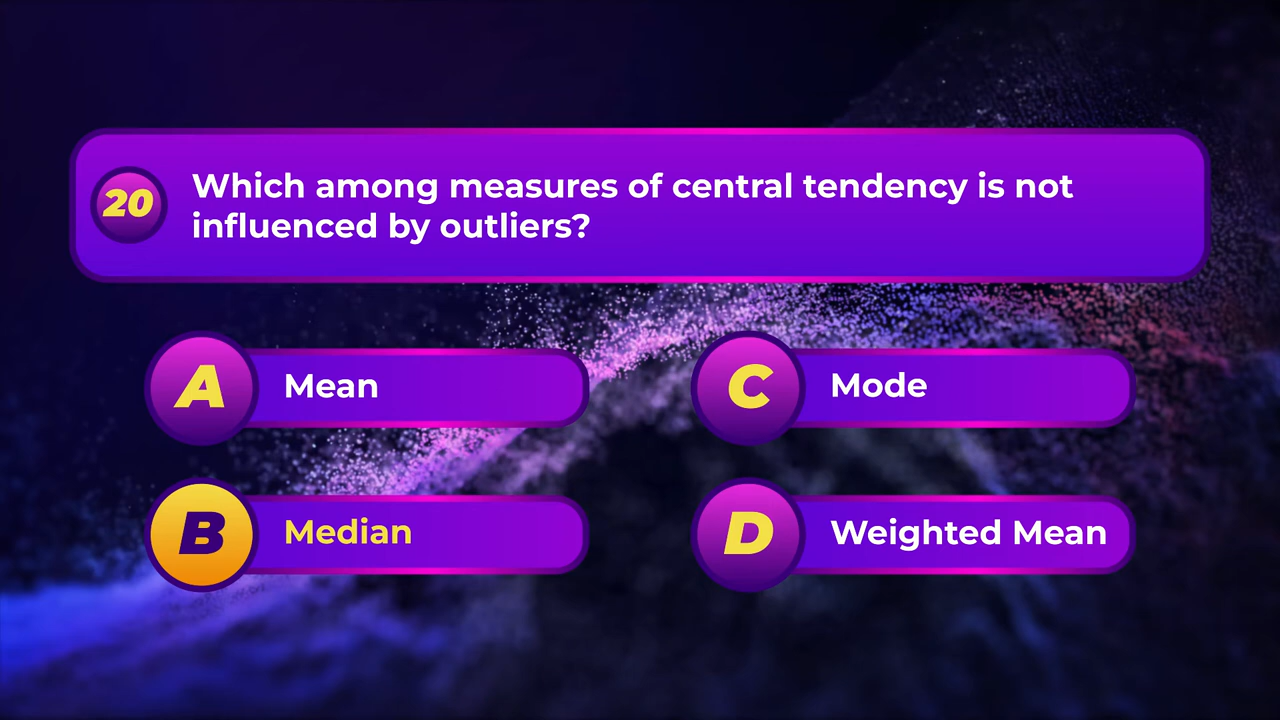 20
Which among measures of central tendency is not
influenced by outliers?
A
Mean
B
Median
C
Mode
D
Weighted Mean